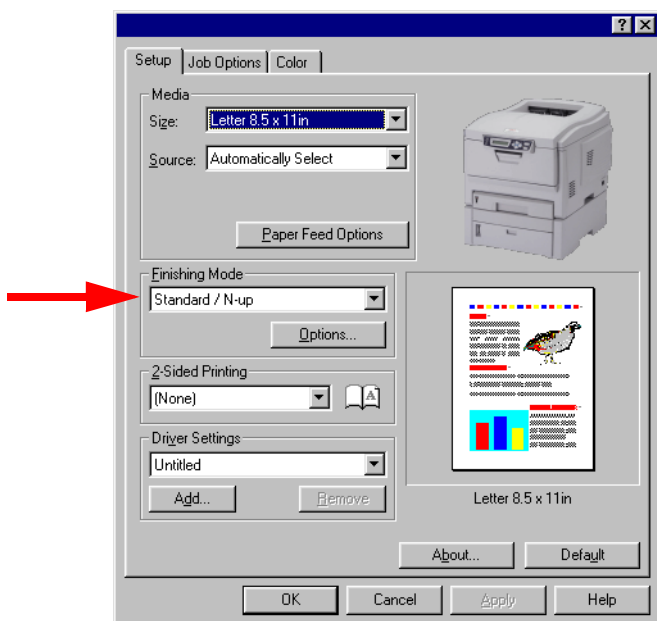 Setup
Job Options
Color
Media
Size:
Letter 8.5 x 11in
Source:
Automatically Select
Paper Feed Options
Finishing Mode
Standard / N-up
Options...
2-Sided Printing
(None)
A
Driver Settings
Untitled
Add...
Remove
Letter 8.5 x 11in
About...
Default
OK
Cancel
Apply
Help